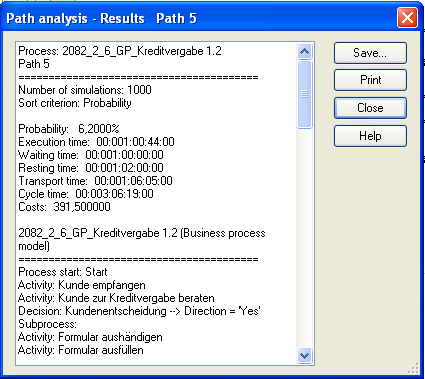 Path analysis - Results   Path 5
Process: 2082_2_6_GP_Kreditvergabe 1.2
Path 5
========================================
Number of simulations: 1000
Sort criterion: Probability
Probability:   6,2000%
Execution time:  00:001:00:44:00
Waiting time:  00:001:00:00:00
Resting time:  00:001:02:00:00
Transport time:  00:001:06:05:00
Cycle time:  00:003:06:19:00
Costs:  391,500000
2082_2_6_GP_Kreditvergabe 1.2 (Business process
model)
========================================
Process start: Start
Activity: Kunde empfangen
Activity: Kunde zur Kreditvergabe beraten
Decision: Kundenentscheidung --> Direction = 'Yes'
Subprocess:
Activity: Formular aushändigen
Activity: Formular ausfüllen
Save...
Print
Close
Help